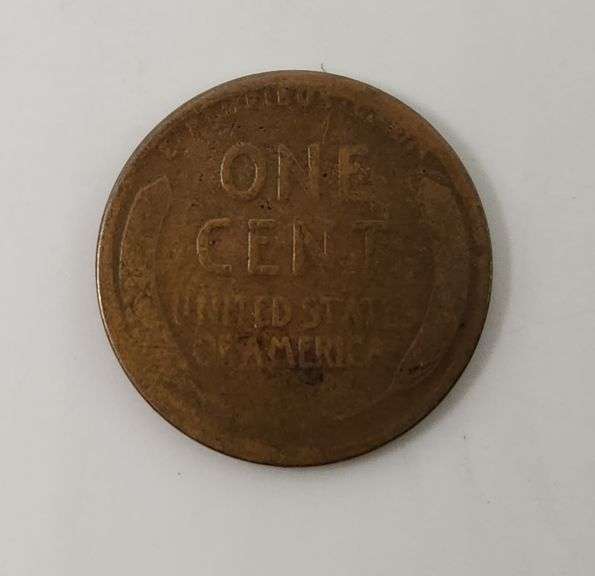 ONE
CENT
UNITED STATES
OF AMERICA